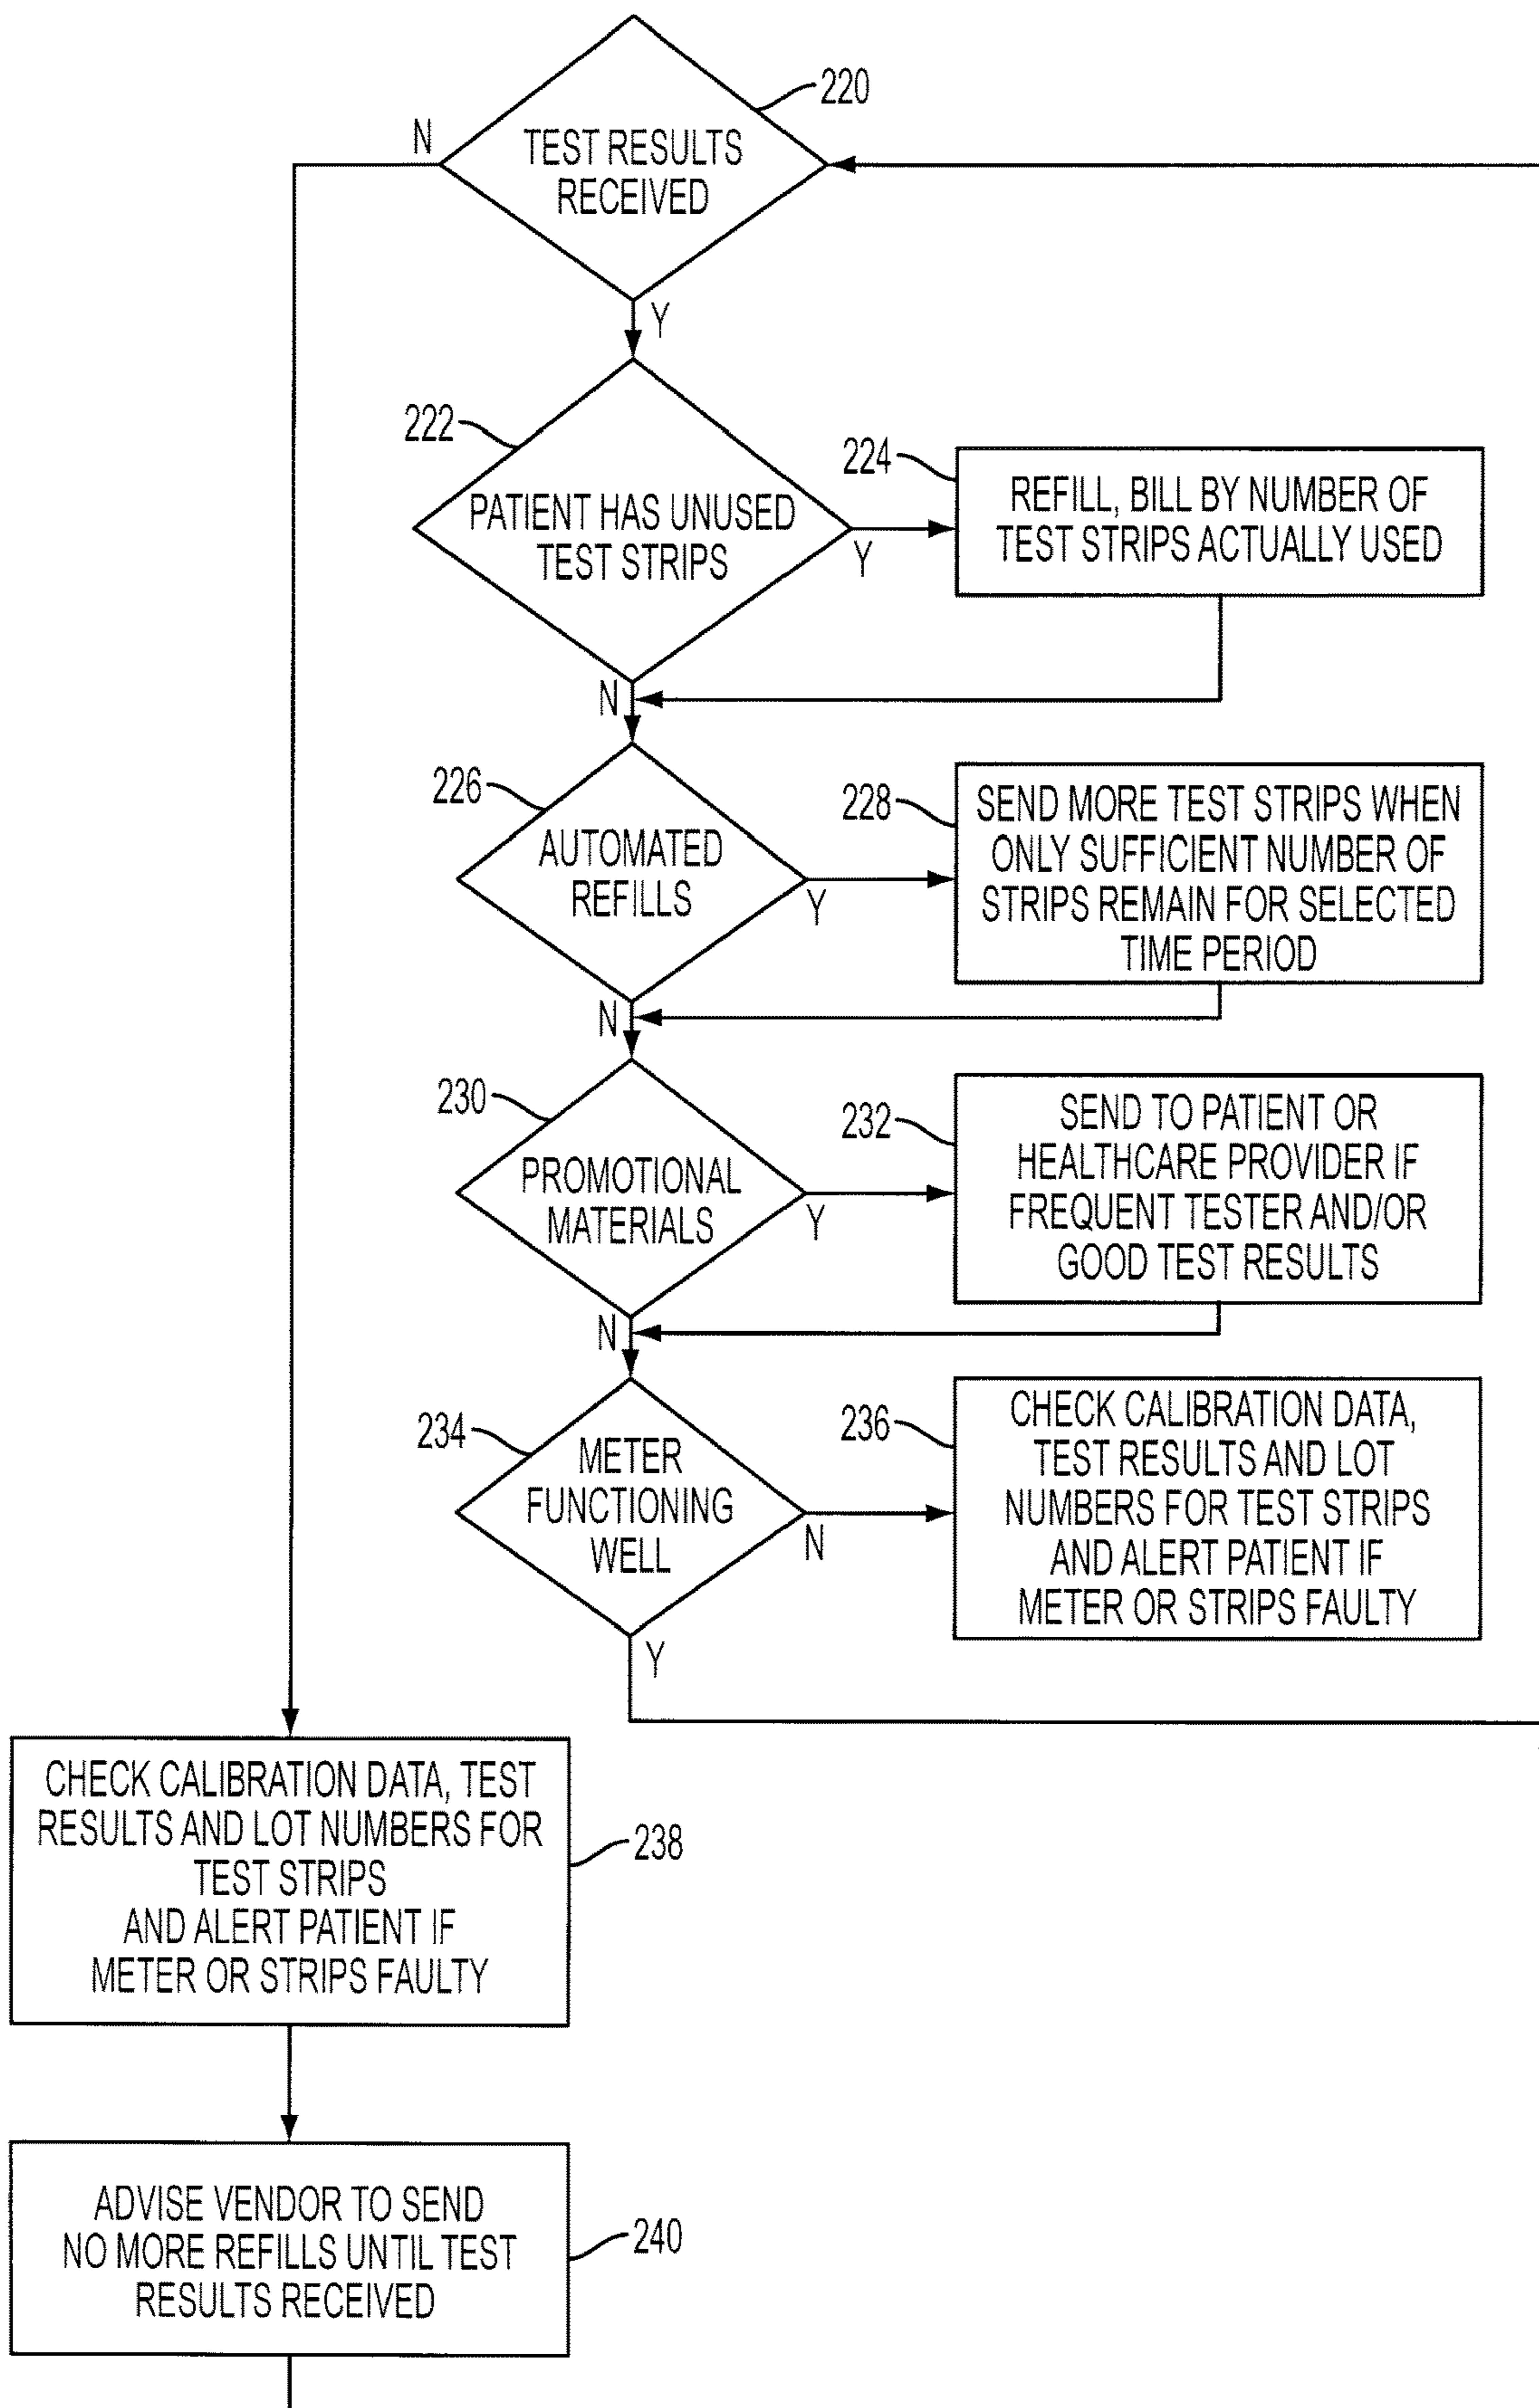 220
N
TEST RESULTS
RECEIVED
Y
222
PATIENT HAS UNUSED
TEST STRIPS
Y
224
REFILL, BILL BY NUMBER OF
TEST STRIPS ACTUALLY USED
N
226
AUTOMATED
REFILLS
Y
228
SEND MORE TEST STRIPS WHEN
ONLY SUFFICIENT NUMBER OF
STRIPS REMAIN FOR SELECTED
TIME PERIOD
N
230
PROMOTIONAL
MATERIALS
Y
232
SEND TO PATIENT OR
HEALTHCARE PROVIDER IF
FREQUENT TESTER AND/OR
GOOD TEST RESULTS
N
234
METER
FUNCTIONING
WELL
N
236
CHECK CALIBRATION DATA,
TEST RESULTS AND LOT
NUMBERS FOR TEST STRIPS
AND ALERT PATIENT IF
METER OR STRIPS FAULTY
Y
CHECK CALIBRATION DATA, TEST
RESULTS AND LOT NUMBERS FOR
TEST STRIPS
AND ALERT PATIENT IF
METER OR STRIPS FAULTY
238
ADVISE VENDOR TO SEND
NO MORE REFILLS UNTIL TEST
RESULTS RECEIVED
240